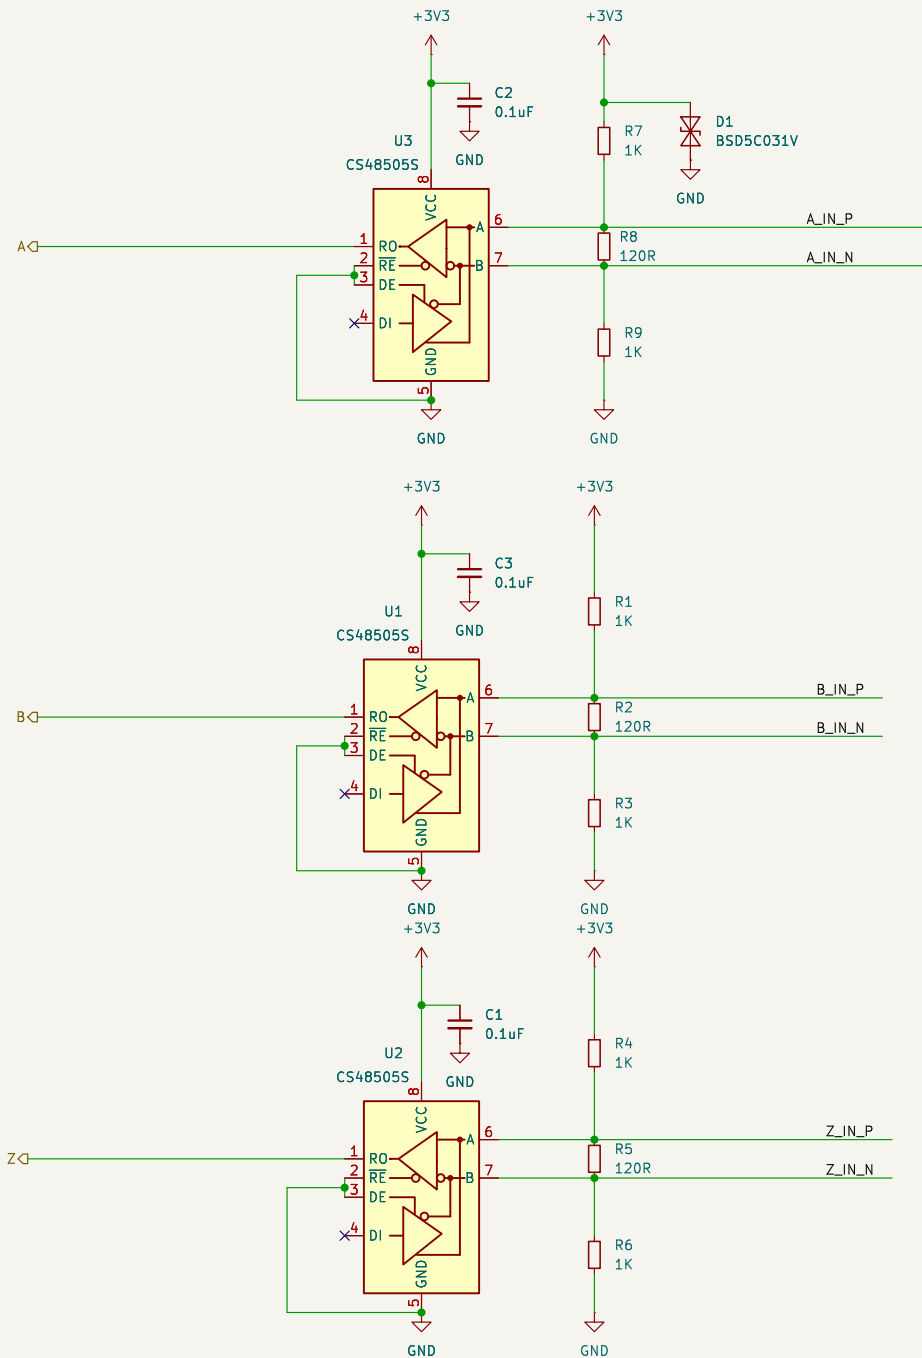 +3V3
+3V3
C2
0.1uF
GND
D1
BSD5C031V
GND
R7
1K
U3
CS48505S
8
VCC
A
1
RO
2
RE
3
DE
4
DI
A
6
B
7
GND
5
GND
A_IN_P
R8
120R
A_IN_N
R9
1K
GND
+3V3
+3V3
C3
0.1uF
GND
R1
1K
U1
CS48505S
8
VCC
B
1
RO
2
RE
3
DE
4
DI
A
6
B
7
GND
5
GND
B_IN_P
R2
120R
B_IN_N
R3
1K
GND
+3V3
+3V3
C1
0.1uF
GND
R4
1K
U2
CS48505S
8
VCC
Z
1
RO
2
RE
3
DE
4
DI
A
6
B
7
GND
5
GND
Z_IN_P
R5
120R
Z_IN_N
R6
1K
GND